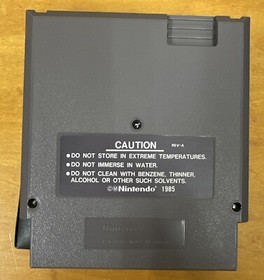 CAUTION REV-A
• DO NOT STORE IN EXTREME TEMPERATURES.
• DO NOT IMMERSE IN WATER.
• DO NOT CLEAN WITH BENZENE, THINNER,
ALCOHOL OR OTHER SUCH SOLVENTS.
©MNintendo 1985